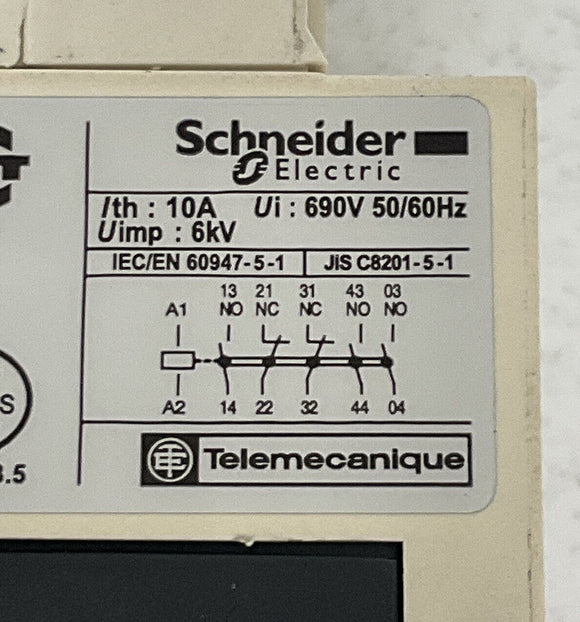 Schneider
Electric
Ith : 10A Ui : 690V 50/60Hz
Uimp : 6kV
IEC/EN 60947-5-1 JIS C8201-5-1
13 21 31 43 03
A1 NO NC NC NO NO
A2 14 22 32 44 04
Telemecanique
S
.5